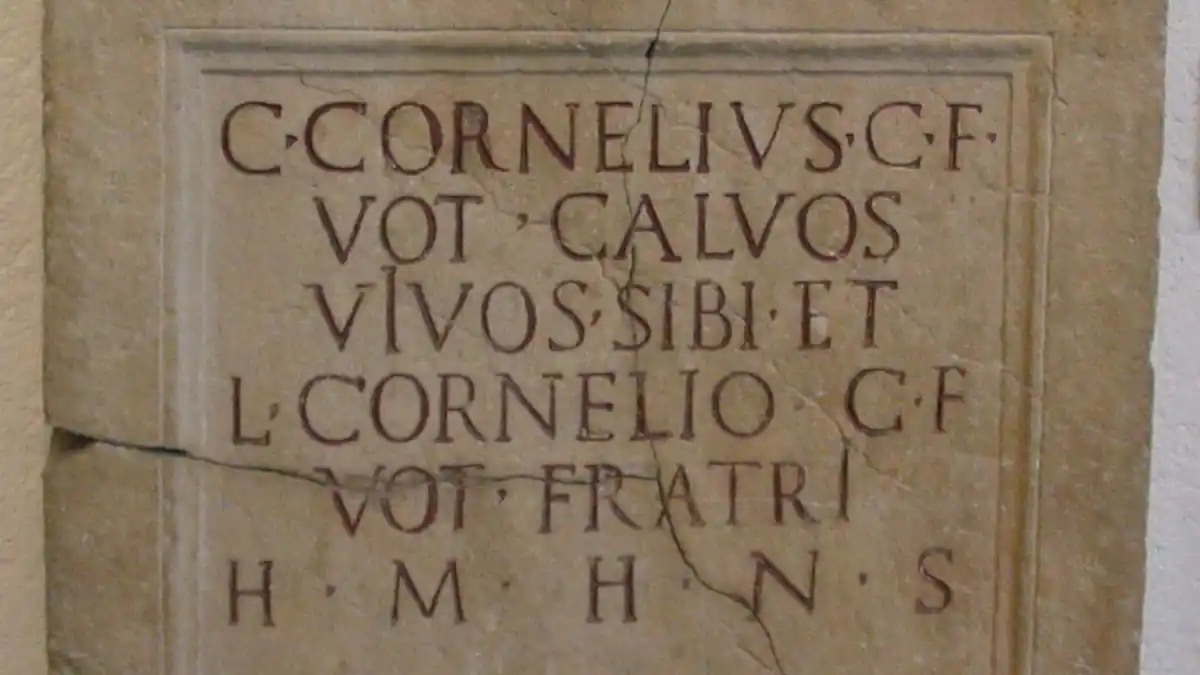 C·CORNELIVS·C·F·
VOT·CALVOS
VIVOS·SIBI·ET
L·CORNELIO·C·F
VOT·FRATRI
H·M·H·N·S